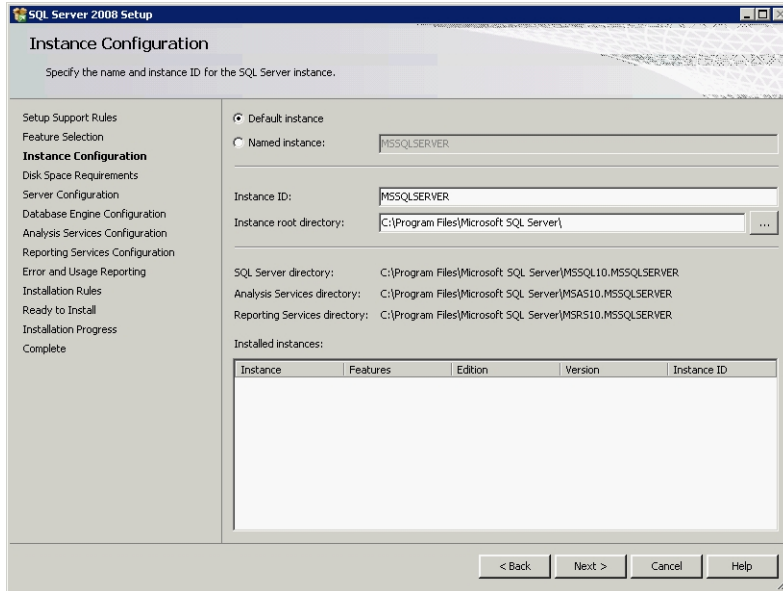 SQL Server 2008 Setup
Instance Configuration
Specify the name and instance ID for the SQL Server instance.
Setup Support Rules
Feature Selection
Instance Configuration
Disk Space Requirements
Server Configuration
Database Engine Configuration
Analysis Services Configuration
Reporting Services Configuration
Error and Usage Reporting
Installation Rules
Ready to Install
Installation Progress
Complete
Default instance
Named instance: MSSQLSERVER
Instance ID: MSSQLSERVER
Instance root directory: C:\Program Files\Microsoft SQL Server\ ...
SQL Server directory: C:\Program Files\Microsoft SQL Server\MSSQL10.MSSQLSERVER
Analysis Services directory: C:\Program Files\Microsoft SQL Server\MSAS10.MSSQLSERVER
Reporting Services directory: C:\Program Files\Microsoft SQL Server\MSRS10.MSSQLSERVER
Installed instances:
Instance Features Edition Version Instance ID
< Back Next > Cancel Help